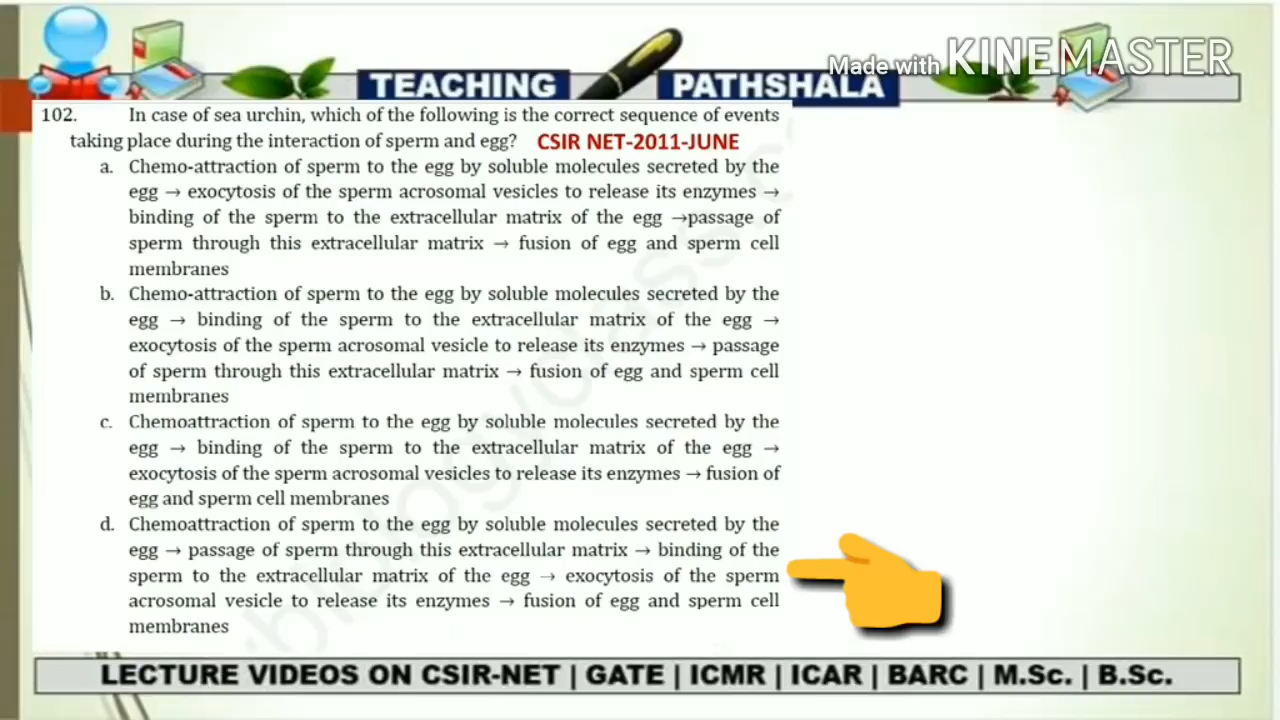 Made with KINEMASTER
TEACHING PATHSHALA
102. In case of sea urchin, which of the following is the correct sequence of events
taking place during the interaction of sperm and egg? CSIR NET-2011-JUNE
a. Chemo-attraction of sperm to the egg by soluble molecules secreted by the
egg → exocytosis of the sperm acrosomal vesicles to release its enzymes →
binding of the sperm to the extracellular matrix of the egg →passage of
sperm through this extracellular matrix → fusion of egg and sperm cell
membranes
b. Chemo-attraction of sperm to the egg by soluble molecules secreted by the
egg → binding of the sperm to the extracellular matrix of the egg →
exocytosis of the sperm acrosomal vesicle to release its enzymes → passage
of sperm through this extracellular matrix → fusion of egg and sperm cell
membranes
c. Chemoattraction of sperm to the egg by soluble molecules secreted by the
egg → binding of the sperm to the extracellular matrix of the egg →
exocytosis of the sperm acrosomal vesicles to release its enzymes → fusion of
egg and sperm cell membranes
d. Chemoattraction of sperm to the egg by soluble molecules secreted by the
egg → passage of sperm through this extracellular matrix → binding of the
sperm to the extracellular matrix of the egg → exocytosis of the sperm
acrosomal vesicle to release its enzymes → fusion of egg and sperm cell
membranes
LECTURE VIDEOS ON CSIR-NET | GATE | ICMR | ICAR | BARC | M.Sc. | B.Sc.